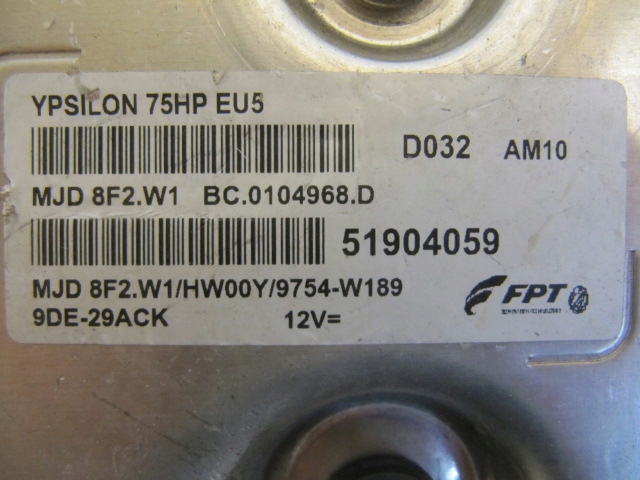 YPSILON 75HP EU5
D032 AM10
MJD 8F2.W1 BC.0104968.D
51904059
MJD 8F2.W1/HW00Y/9754-W189
9DE-29ACK 12V=
FPT